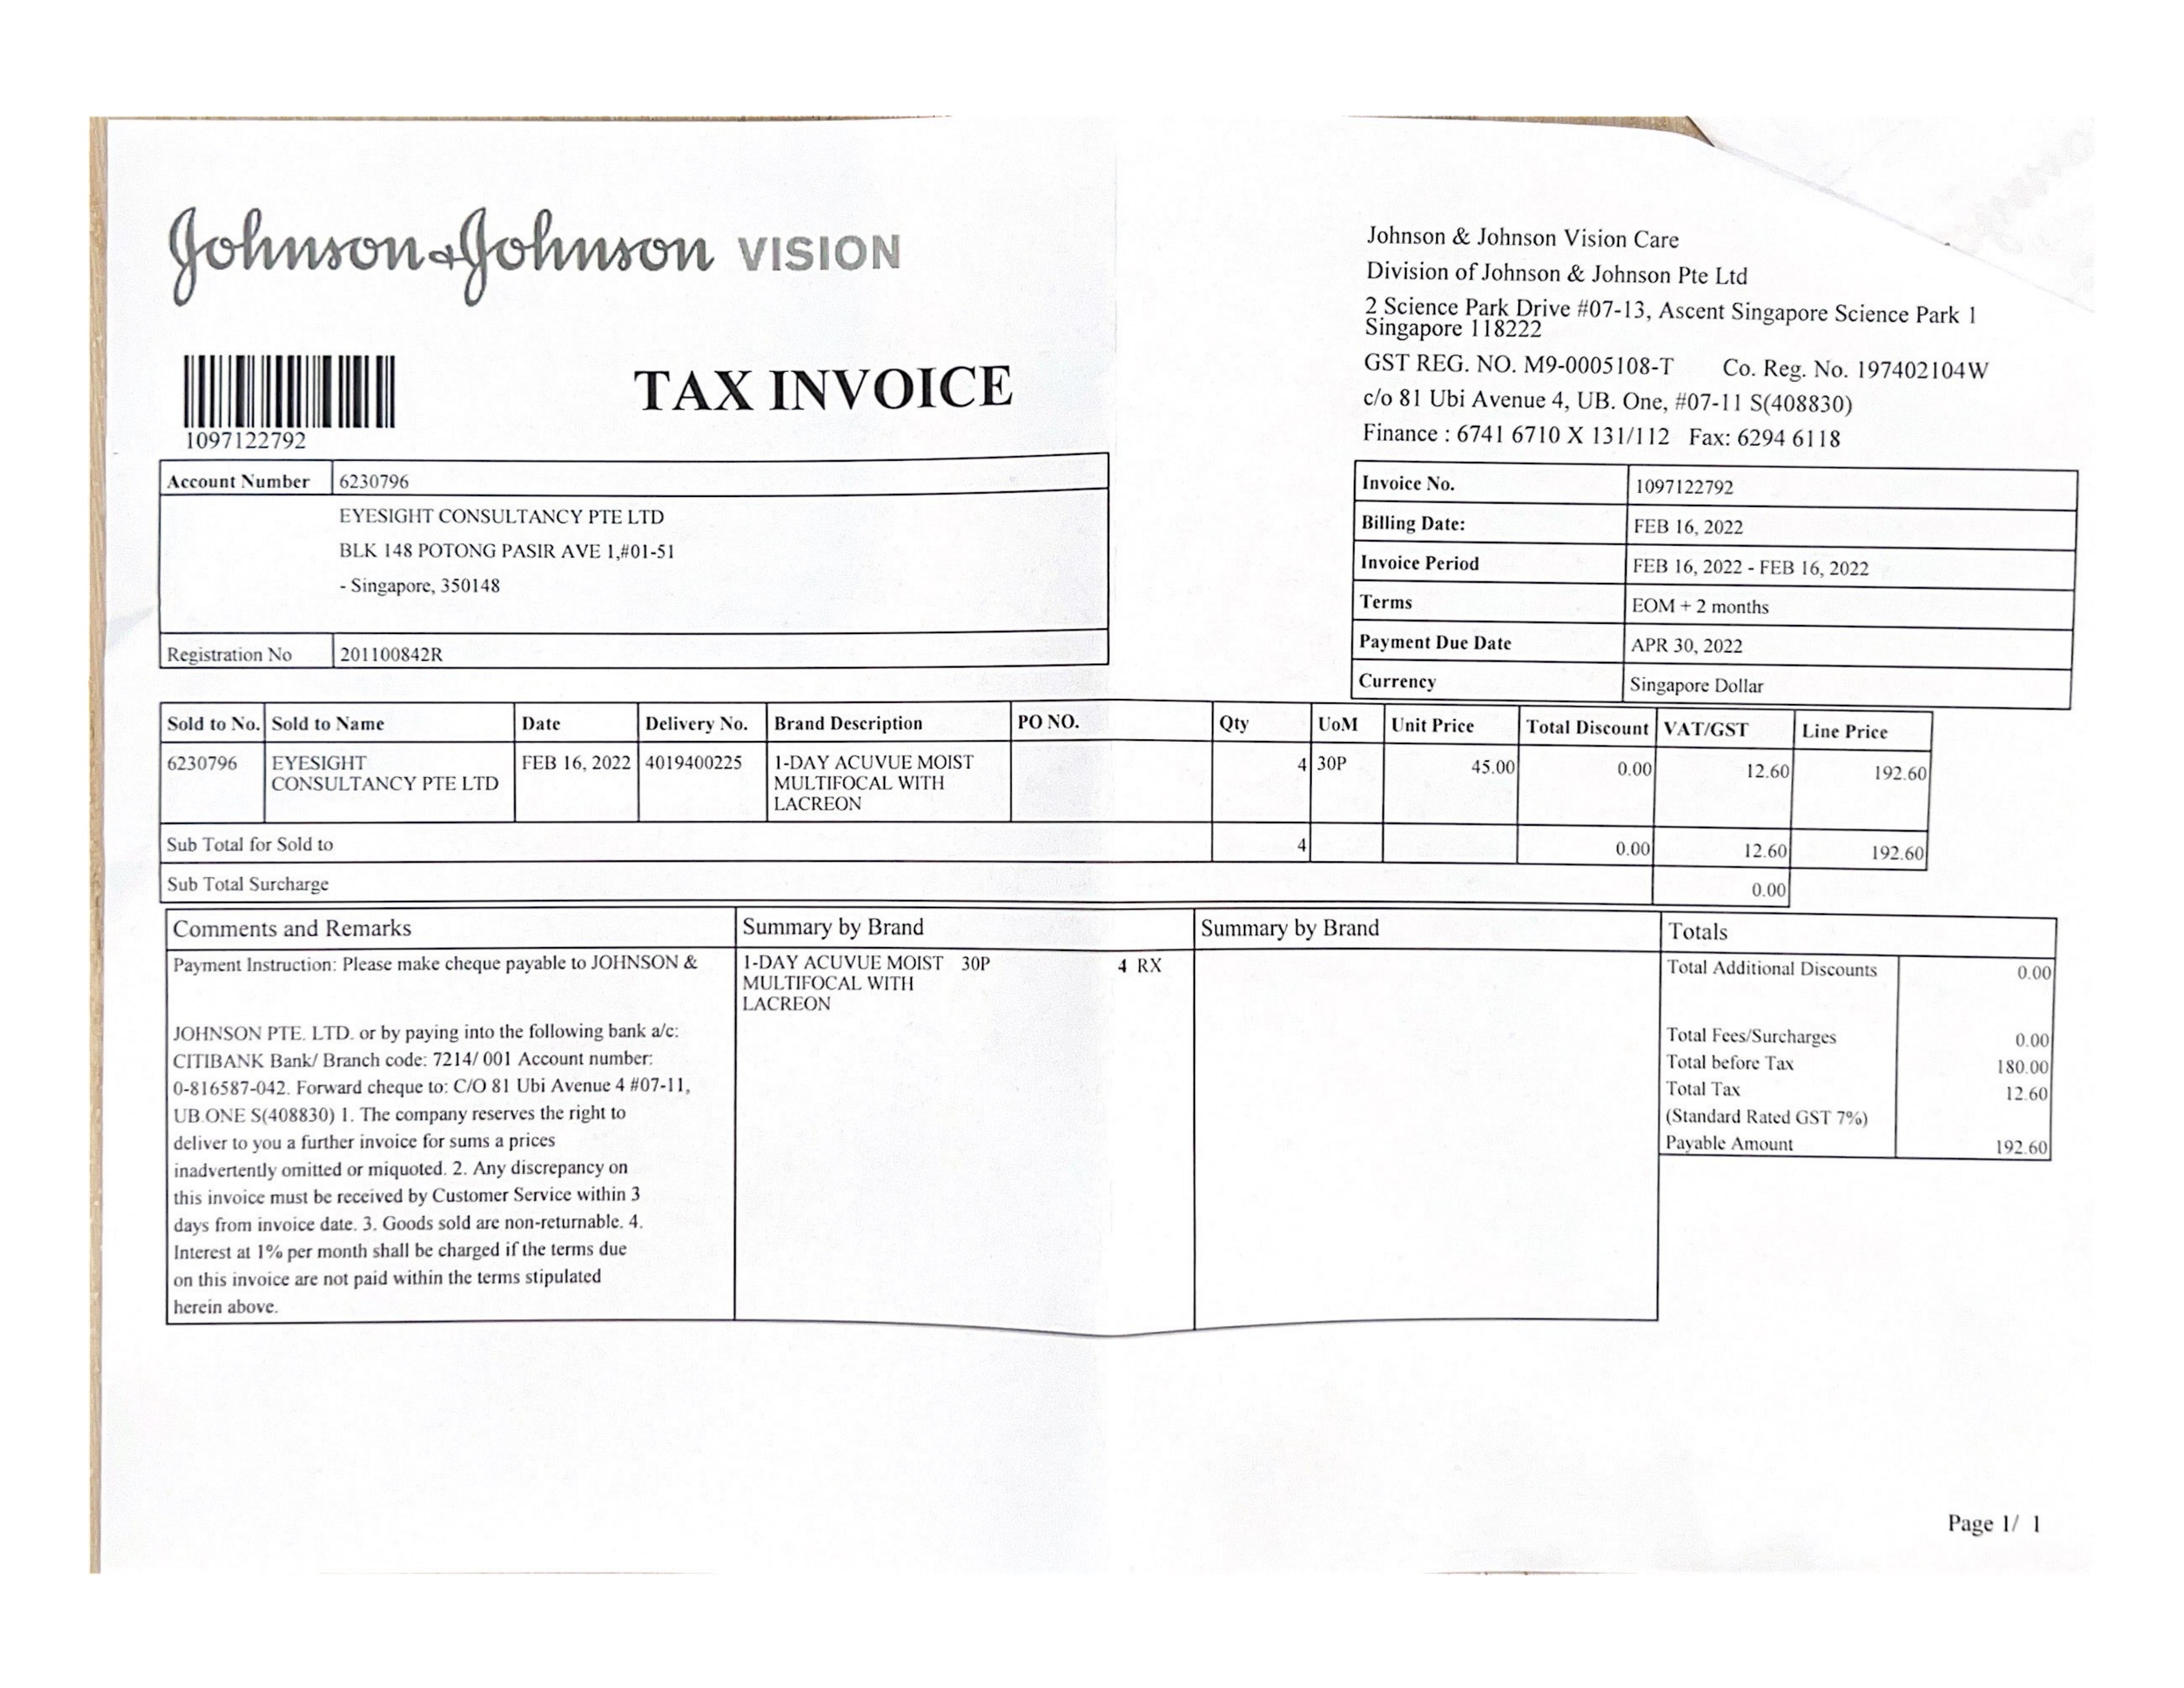 Johnson & Johnson VISION
Johnson & Johnson Vision Care
Division of Johnson & Johnson Pte Ltd
2 Science Park Drive #07-13, Ascent Singapore Science Park 1
Singapore 118222
GST REG. NO. M9-0005108-T Co. Reg. No. 197402104W
c/o 81 Ubi Avenue 4, UB. One, #07-11 S(408830)
Finance : 6741 6710 X 131/112 Fax: 6294 6118
TAX INVOICE
1097122792
Account Number 6230796
EYESIGHT CONSULTANCY PTE LTD
BLK 148 POTONG PASIR AVE 1,#01-51
- Singapore, 350148
Registration No 201100842R
Invoice No. 1097122792
Billing Date: FEB 16, 2022
Invoice Period FEB 16, 2022 - FEB 16, 2022
Terms EOM + 2 months
Payment Due Date APR 30, 2022
Currency Singapore Dollar
Sold to No. Sold to Name Date Delivery No. Brand Description PO NO. Qty UoM Unit Price Total Discount VAT/GST Line Price
6230796 EYESIGHT FEB 16, 2022 4019400225 1-DAY ACUVUE MOIST 4 30P 45.00 0.00 12.60 192.60
CONSULTANCY PTE LTD MULTIFOCAL WITH
LACREON
Sub Total for Sold to 4 0.00 12.60 192.60
Sub Total Surcharge 0.00
Comments and Remarks
Payment Instruction: Please make cheque payable to JOHNSON &
JOHNSON PTE. LTD. or by paying into the following bank a/c:
CITIBANK Bank/ Branch code: 7214/ 001 Account number:
0-816587-042. Forward cheque to: C/O 81 Ubi Avenue 4 #07-11,
UB.ONE S(408830) 1. The company reserves the right to
deliver to you a further invoice for sums a prices
inadvertently omitted or miquoted. 2. Any discrepancy on
this invoice must be received by Customer Service within 3
days from invoice date. 3. Goods sold are non-returnable. 4.
Interest at 1% per month shall be charged if the terms due
on this invoice are not paid within the terms stipulated
herein above.
Summary by Brand
1-DAY ACUVUE MOIST 30P 4 RX
MULTIFOCAL WITH
LACREON
Summary by Brand
Totals
Total Additional Discounts 0.00
Total Fees/Surcharges 0.00
Total before Tax 180.00
Total Tax 12.60
(Standard Rated GST 7%)
Payable Amount 192.60
Page 1/ 1